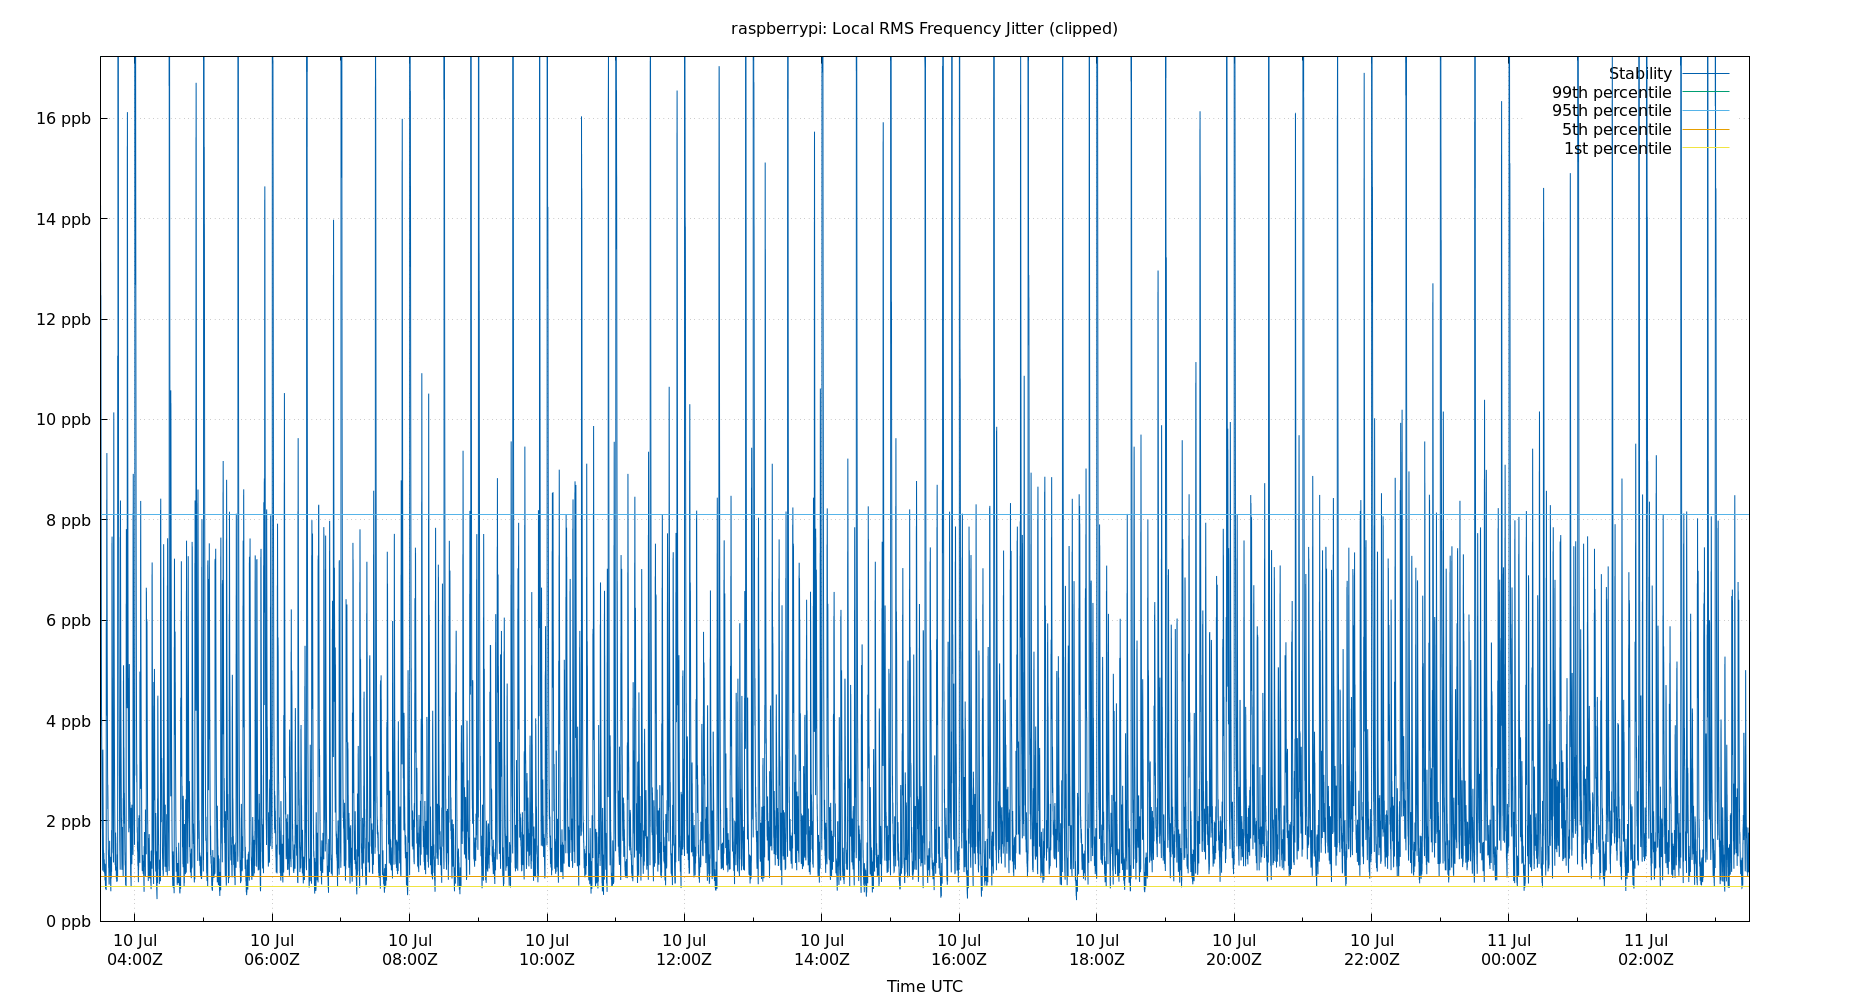 raspberrypi: Local RMS Frequency Jitter (clipped)
Stability
99th percentile
95th percentile
5th percentile
1st percentile
16 ppb
14 ppb
12 ppb
10 ppb
8 ppb
6 ppb
4 ppb
2 ppb
0 ppb
10 Jul 10 Jul 10 Jul 10 Jul 10 Jul 10 Jul 10 Jul 10 Jul 10 Jul 10 Jul 11 Jul 11 Jul
04:00Z 06:00Z 08:00Z 10:00Z 12:00Z 14:00Z 16:00Z 18:00Z 20:00Z 22:00Z 00:00Z 02:00Z
Time UTC